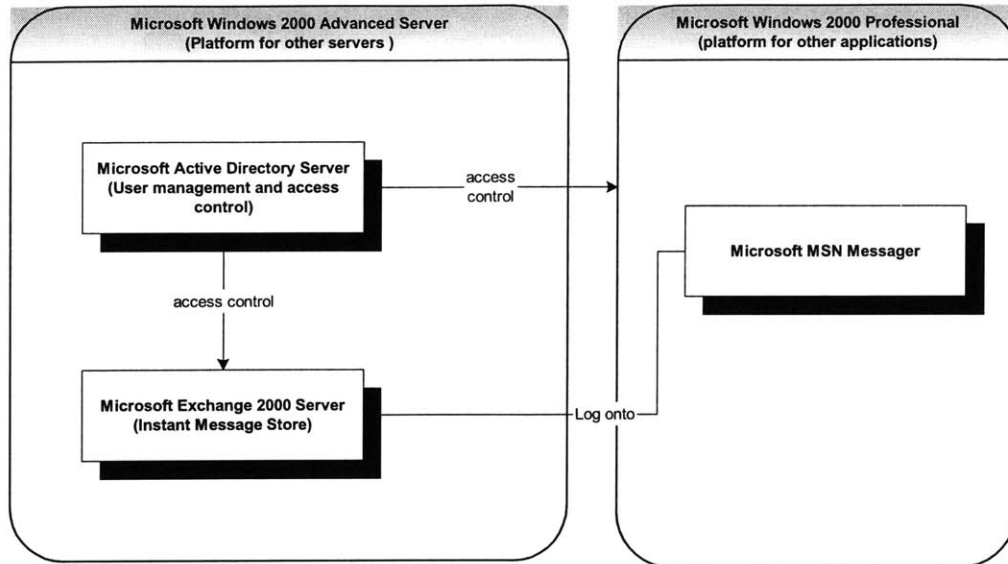 Microsoft Windows 2000 Advanced Server
(Platform for other servers )
Microsoft Windows 2000 Professional
(platform for other applications)
Microsoft Active Directory Server
(User management and access
control)
access
control
Microsoft MSN Messager
access control
Microsoft Exchange 2000 Server
(Instant Message Store)
Log onto